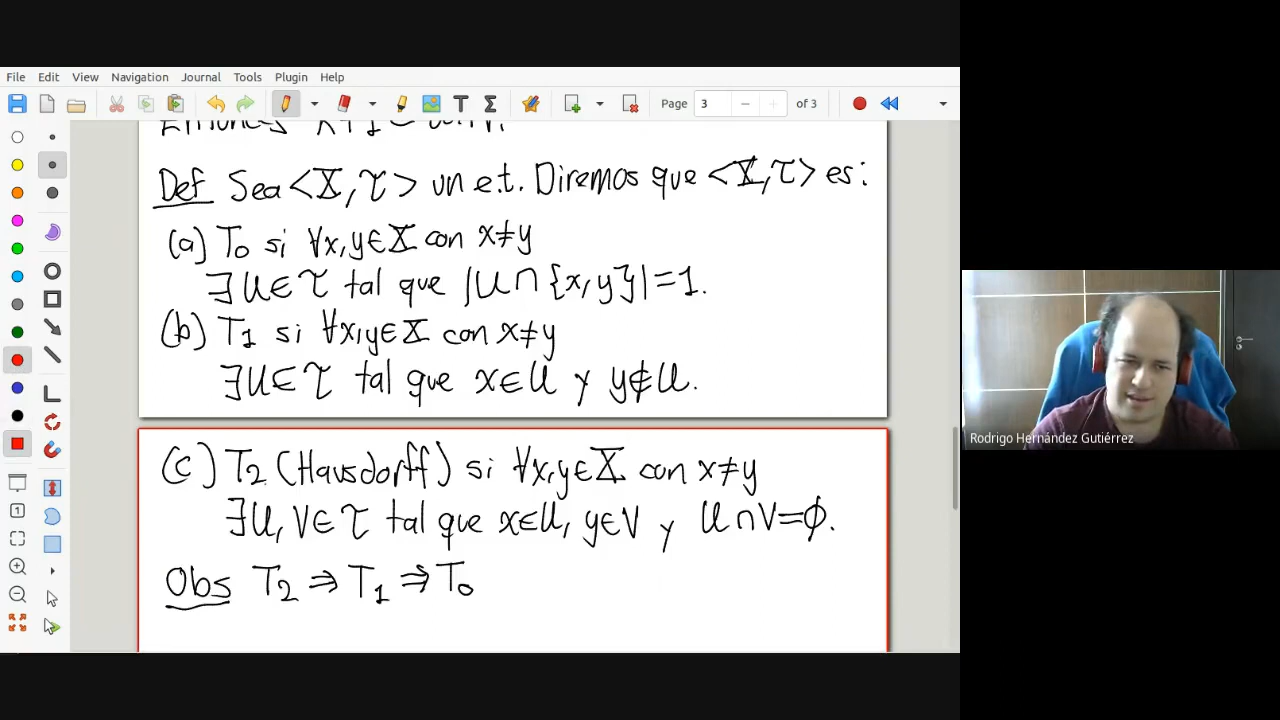 File Edit View Navigation Journal Tools Plugin Help
Page 3 of 3
Def Sea <X, τ> un e.t. Diremos que <X, τ> es:
(a) T₀ si ∀x,y∈X con x≠y
∃U∈τ tal que |U∩{x,y}|=1.
(b) T₁ si ∀x,y∈X con x≠y
∃U∈τ tal que x∈U y y∉U.
(c) T₂ (Hausdorff) si ∀x,y∈X con x≠y
∃U,V∈τ tal que x∈U, y∈V y U∩V=∅.
Obs T₂ ⇒ T₁ ⇒ T₀
Rodrigo Hernández Gutiérrez